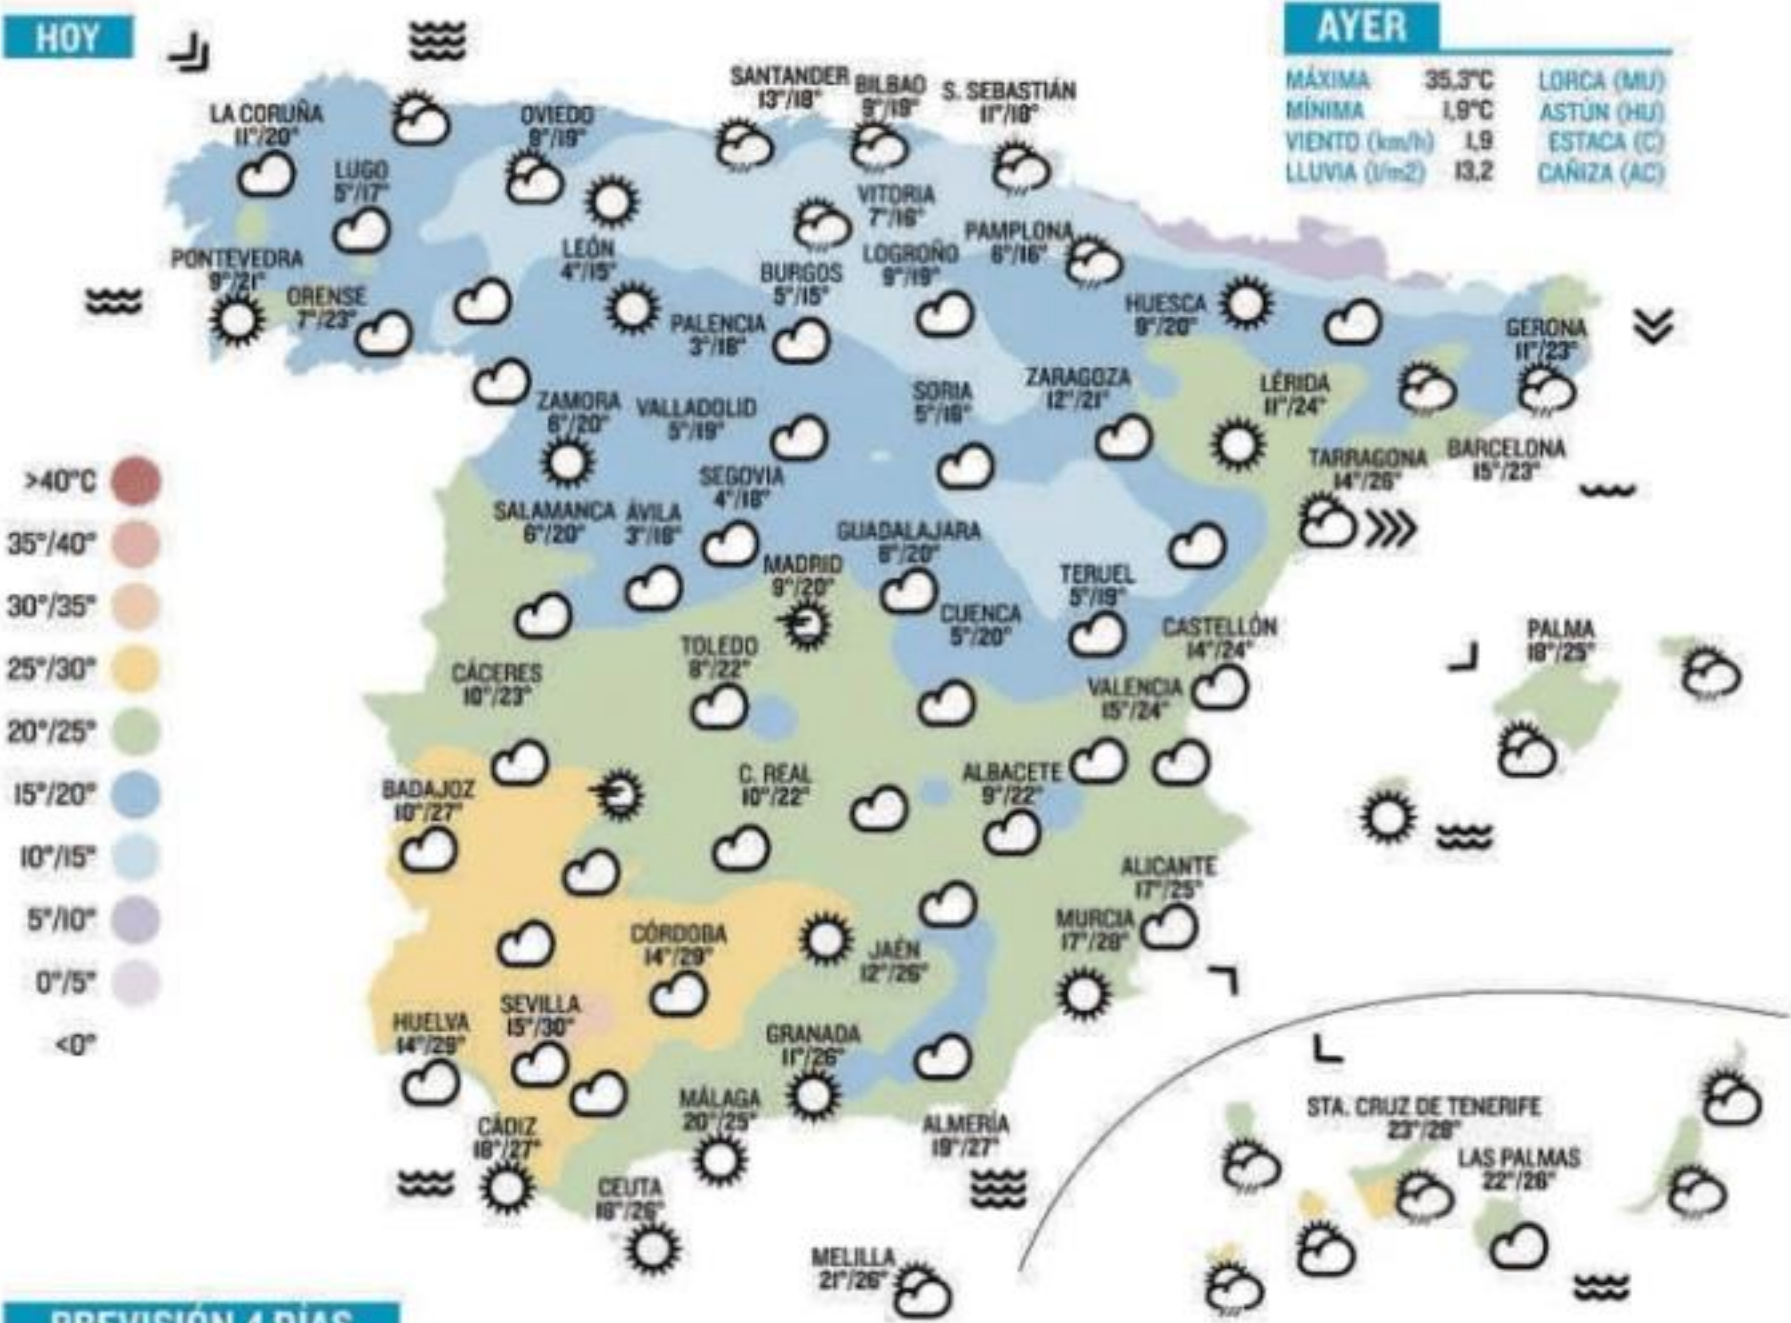 HOY
AYER
MÁXIMA 35,3°C LORCA (MU)
MÍNIMA 1,9°C ASTÚN (HU)
VIENTO (km/h) 1,9 ESTACA (C)
LLUVIA (l/m2) 13,2 CAÑIZA (AC)
LA CORUÑA
11°/20°
OVIEDO
8°/19°
SANTANDER
13°/18°
BILBAO
9°/19°
S. SEBASTIÁN
11°/18°
LUGO
5°/17°
VITORIA
7°/16°
PONTEVEDRA
9°/21°
ORENSE
7°/23°
LEÓN
4°/15°
BURGOS
5°/15°
LOGROÑO
9°/19°
PAMPLONA
6°/16°
PALENCIA
3°/18°
HUESCA
9°/20°
GERONA
11°/23°
ZAMORA
6°/20°
VALLADOLID
5°/19°
SORIA
5°/18°
ZARAGOZA
12°/21°
LÉRIDA
11°/24°
TARRAGONA
14°/26°
BARCELONA
15°/23°
SEGOVIA
4°/18°
SALAMANCA
6°/20°
ÁVILA
3°/18°
GUADALAJARA
6°/20°
MADRID
9°/20°
TERUEL
5°/19°
CUENCA
5°/20°
CASTELLÓN
14°/24°
PALMA
18°/25°
TOLEDO
8°/22°
CÁCERES
10°/23°
VALENCIA
15°/24°
BADAJOZ
10°/27°
C. REAL
10°/22°
ALBACETE
9°/22°
ALICANTE
17°/25°
MURCIA
17°/28°
CÓRDOBA
14°/29°
JAÉN
12°/26°
SEVILLA
15°/30°
HUELVA
14°/29°
GRANADA
11°/26°
MÁLAGA
20°/25°
ALMERÍA
19°/27°
CÁDIZ
18°/27°
CEUTA
18°/26°
MELILLA
21°/26°
STA. CRUZ DE TENERIFE
23°/28°
LAS PALMAS
22°/26°
>40°C
35°/40°
30°/35°
25°/30°
20°/25°
15°/20°
10°/15°
5°/10°
0°/5°
<0°
PREVISIÓN 4 DÍAS